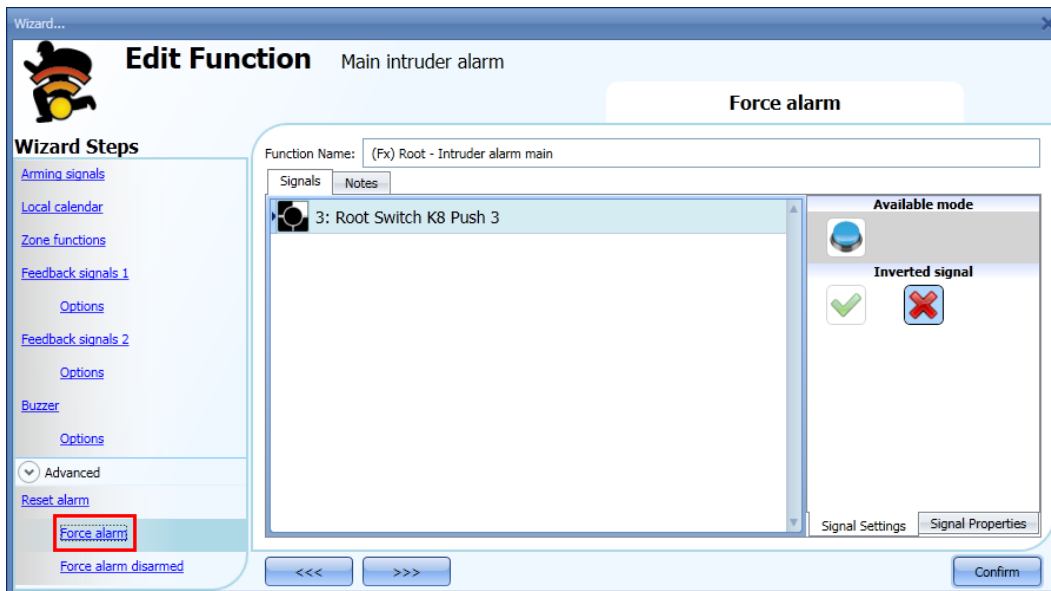 Wizard...
Edit Function Main intruder alarm
Force alarm
Wizard Steps
Arming signals
Local calendar
Zone functions
Feedback signals 1
Options
Feedback signals 2
Options
Buzzer
Options
Advanced
Reset alarm
Force alarm
Force alarm disarmed
Function Name: (Fx) Root - Intruder alarm main
Signals Notes
3: Root Switch K8 Push 3
Available mode
Inverted signal
Signal Settings Signal Properties
<<< >>> Confirm